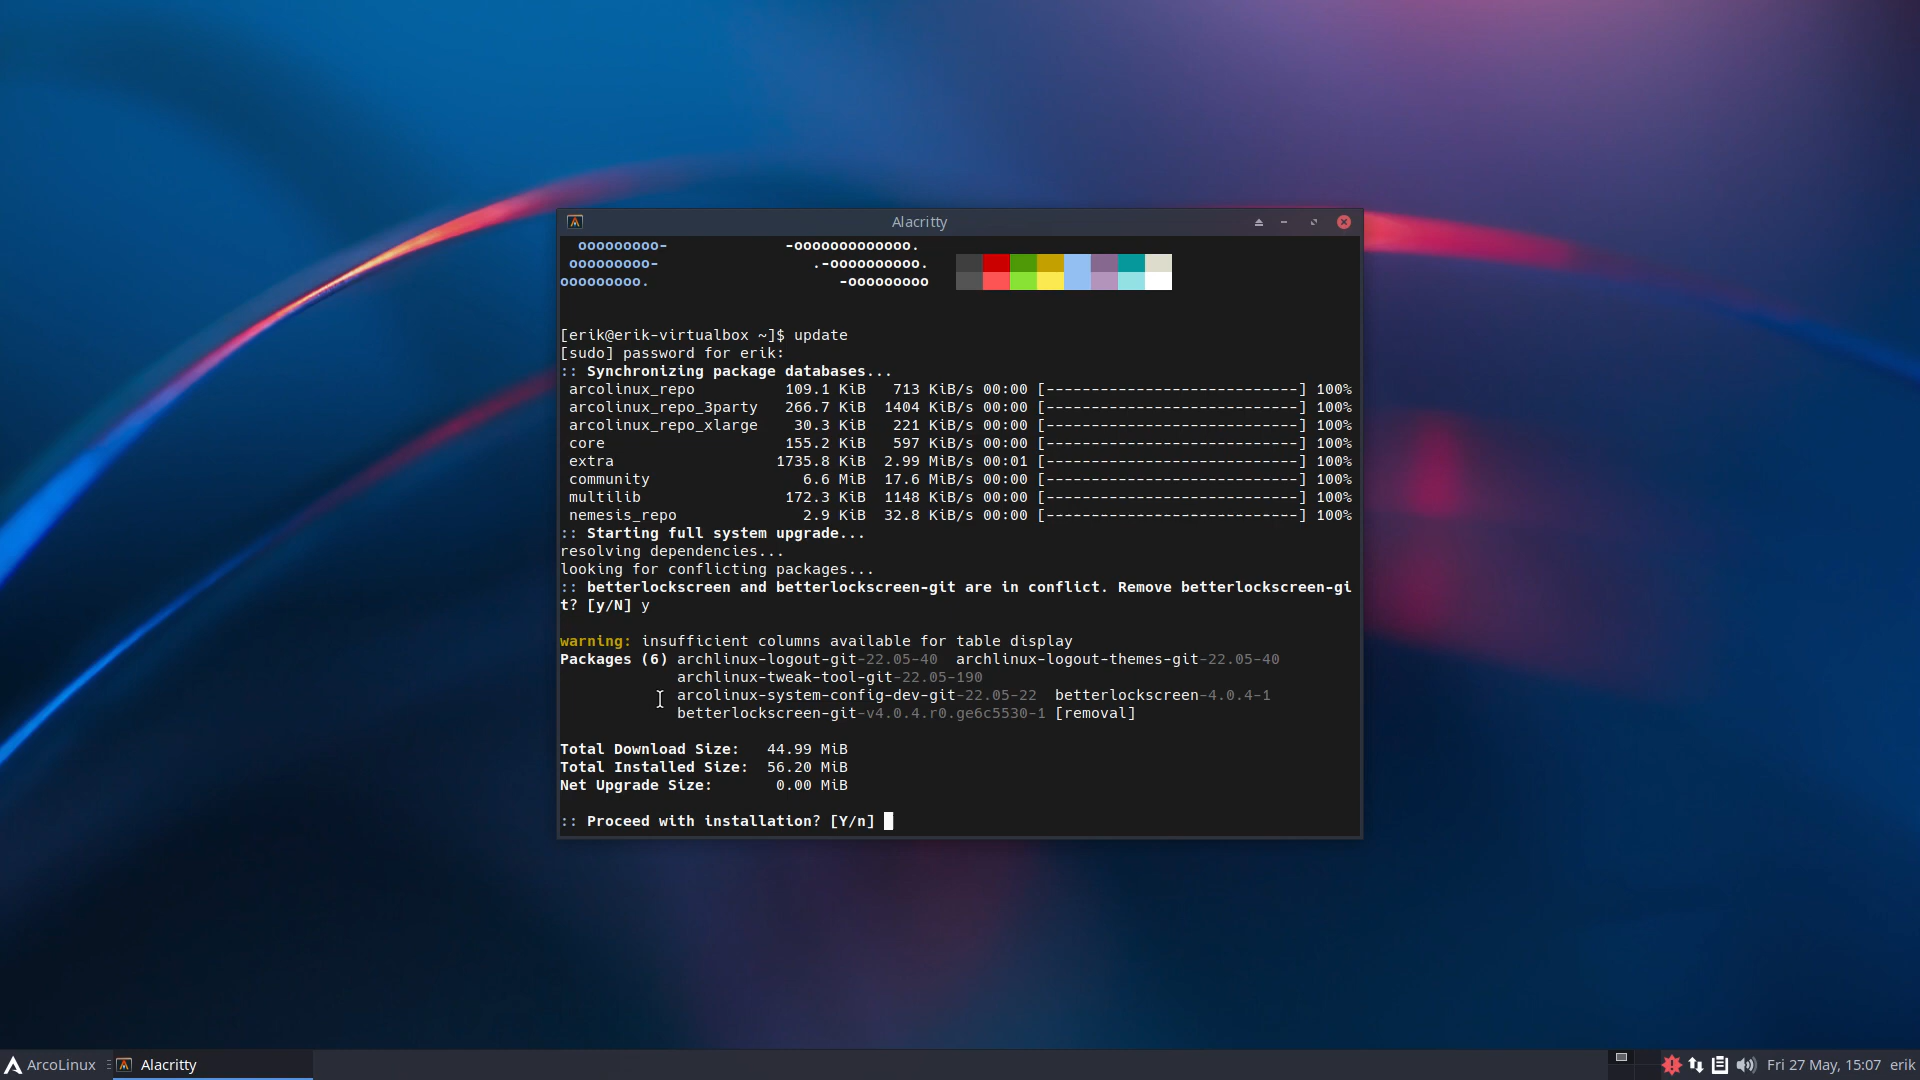 Alacritty
ooooooooo-             -ooooooooooooo.
ooooooooo-                 .-oooooooooo.
ooooooooo.                     -ooooooooo
[erik@erik-virtualbox ~]$ update
[sudo] password for erik:
:: Synchronizing package databases...
arcolinux_repo          109.1 KiB   713 KiB/s 00:00 [----------------------------] 100%
arcolinux_repo_3party   266.7 KiB  1404 KiB/s 00:00 [----------------------------] 100%
arcolinux_repo_xlarge    30.3 KiB   221 KiB/s 00:00 [----------------------------] 100%
core                    155.2 KiB   597 KiB/s 00:00 [----------------------------] 100%
extra                  1735.8 KiB  2.99 MiB/s 00:01 [----------------------------] 100%
community                 6.6 MiB  17.6 MiB/s 00:00 [----------------------------] 100%
multilib                172.3 KiB  1148 KiB/s 00:00 [----------------------------] 100%
nemesis_repo              2.9 KiB  32.8 KiB/s 00:00 [----------------------------] 100%
:: Starting full system upgrade...
resolving dependencies...
looking for conflicting packages...
:: betterlockscreen and betterlockscreen-git are in conflict. Remove betterlockscreen-gi
t? [y/N] y
warning: insufficient columns available for table display
Packages (6) archlinux-logout-git-22.05-40  archlinux-logout-themes-git-22.05-40
archlinux-tweak-tool-git-22.05-190
arcolinux-system-config-dev-git-22.05-22  betterlockscreen-4.0.4-1
betterlockscreen-git-v4.0.4.r0.ge6c5530-1 [removal]
Total Download Size:   44.99 MiB
Total Installed Size:  56.20 MiB
Net Upgrade Size:       0.00 MiB
:: Proceed with installation? [Y/n]
ArcoLinux Alacritty Fri 27 May, 15:07 erik